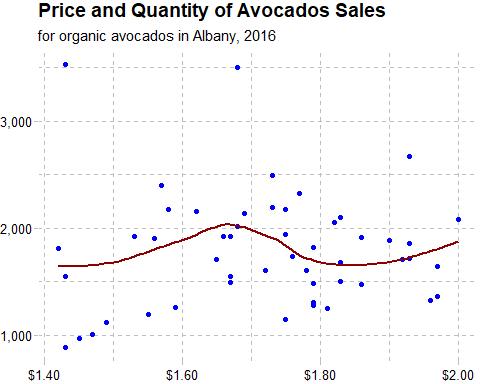 Price and Quantity of Avocados Sales
for organic avocados in Albany, 2016
3,000
2,000
1,000
$1.40 $1.60 $1.80 $2.00